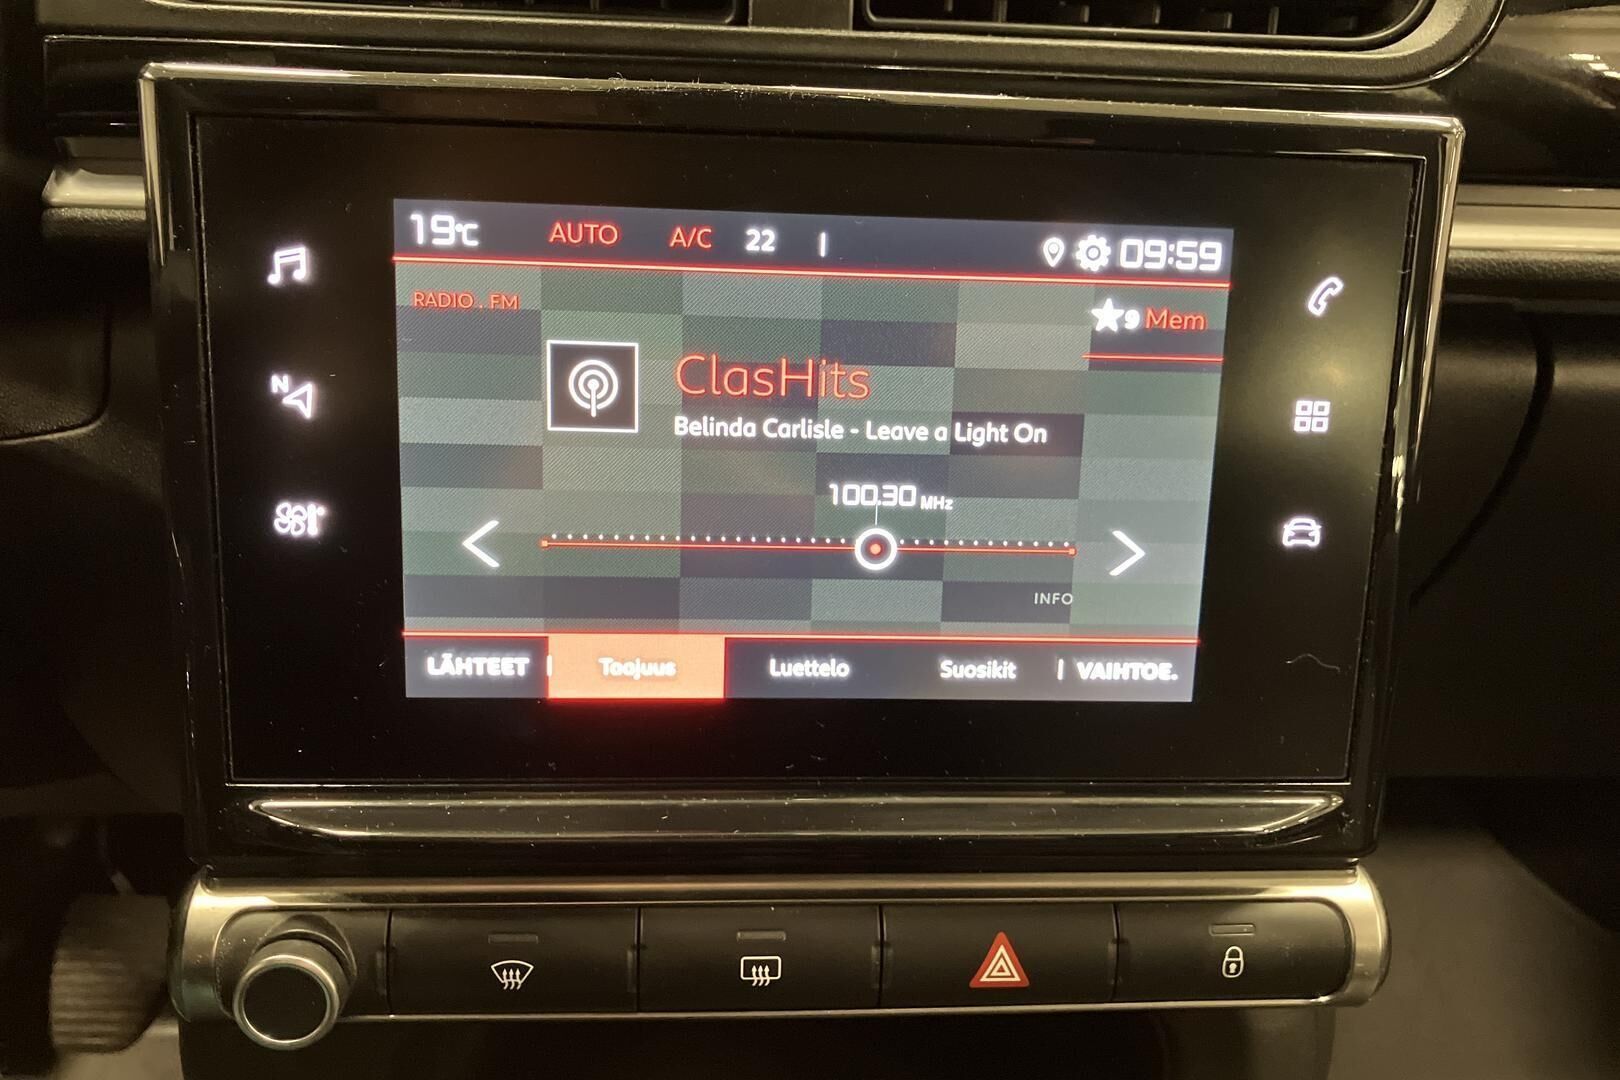 19°C AUTO A/C 22 09:59
RADIO . FM
9 Mem
ClasHits
Belinda Carlisle - Leave a Light On
100.30 MHz
N
INFO
LÄHTEET Taajuus Luettelo Suosikit VAIHTOE.